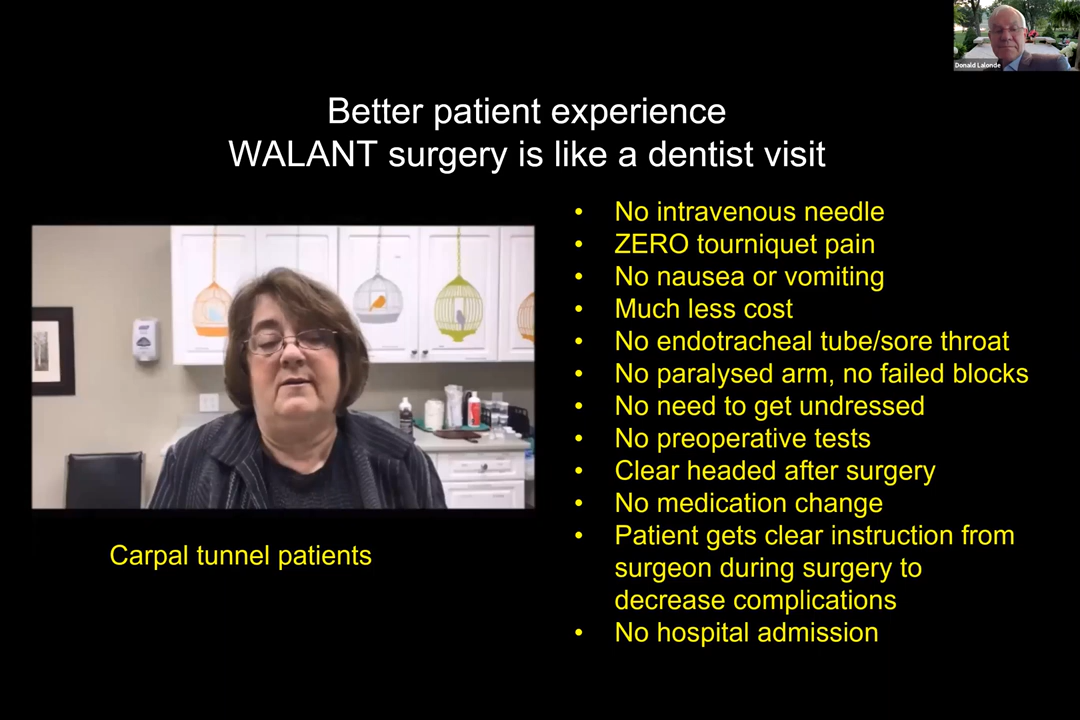 Donald Lalonde
Better patient experience
WALANT surgery is like a dentist visit
• No intravenous needle
• ZERO tourniquet pain
• No nausea or vomiting
• Much less cost
• No endotracheal tube/sore throat
• No paralysed arm, no failed blocks
• No need to get undressed
• No preoperative tests
• Clear headed after surgery
• No medication change
• Patient gets clear instruction from
surgeon during surgery to
decrease complications
• No hospital admission
Carpal tunnel patients